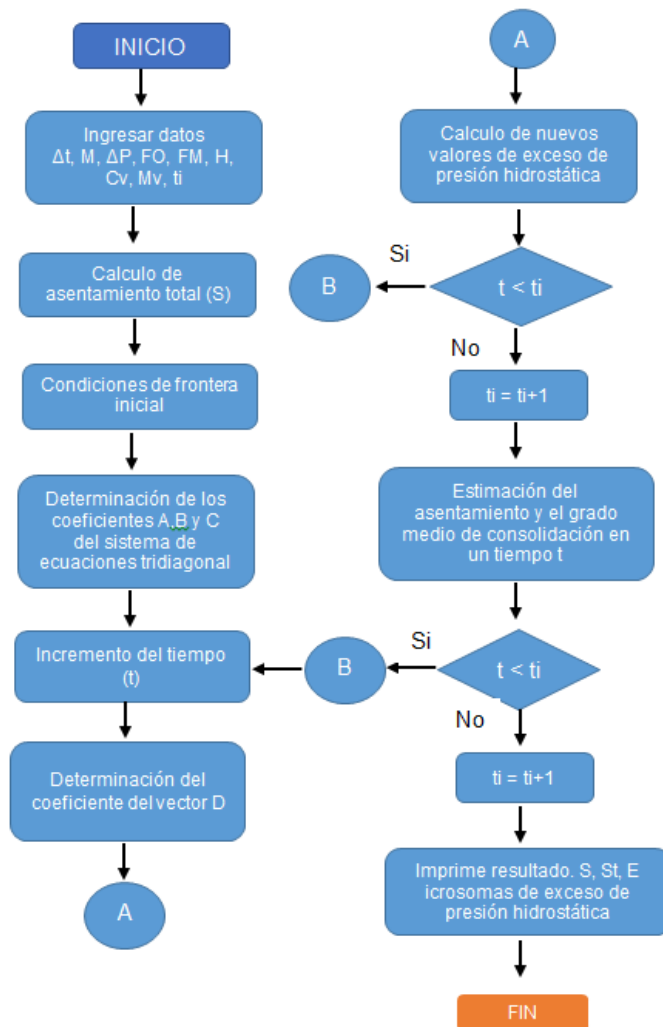 INICIO
Ingresar datos
Δt, M, ΔP, FO, FM, H,
Cv, Mv, ti
Calculo de
asentamiento total (S)
Condiciones de frontera
inicial
Determinación de los
coeficientes A,B y C
del sistema de
ecuaciones tridiagonal
Incremento del tiempo
(t)
Determinación del
coeficiente del vector D
A
A
Calculo de nuevos
valores de exceso de
presión hidrostática
Si
B
t < ti
No
ti = ti+1
Estimación del
asentamiento y el grado
medio de consolidación en
un tiempo t
Si
B
t < ti
No
ti = ti+1
Imprime resultado. S, St, E
icrosomas de exceso de
presión hidrostática
FIN